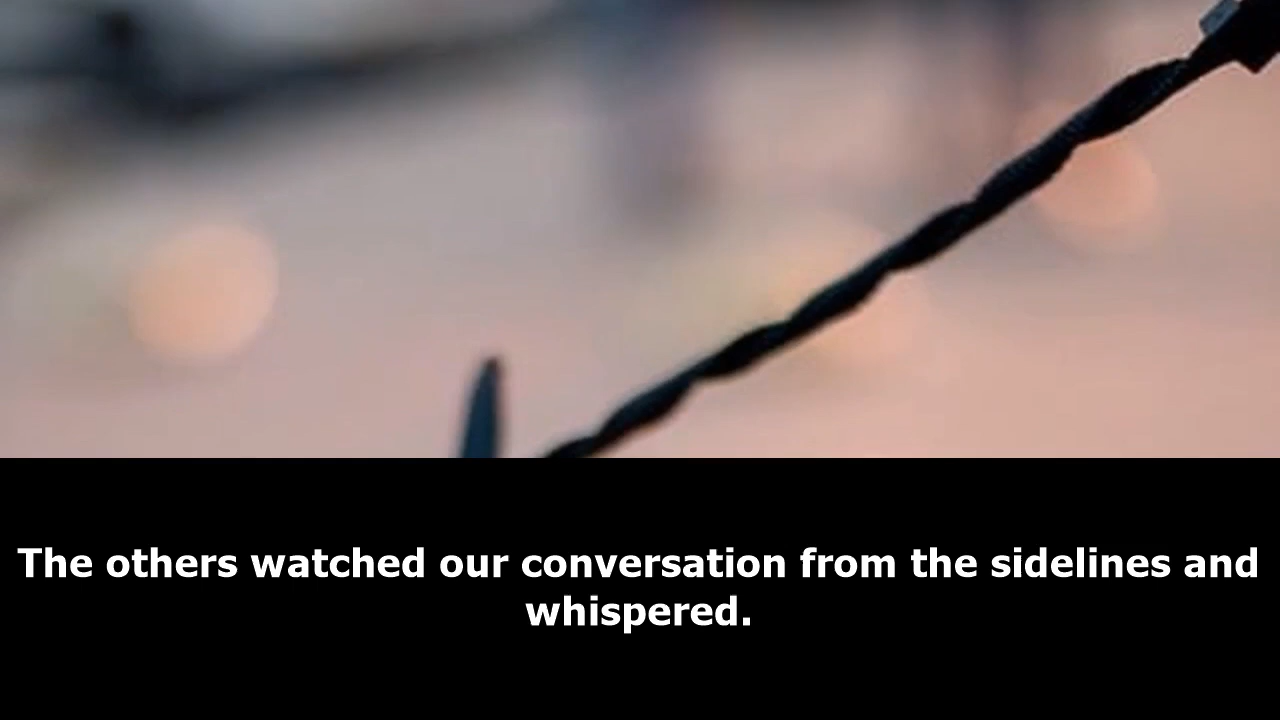 The others watched our conversation from the sidelines and
whispered.